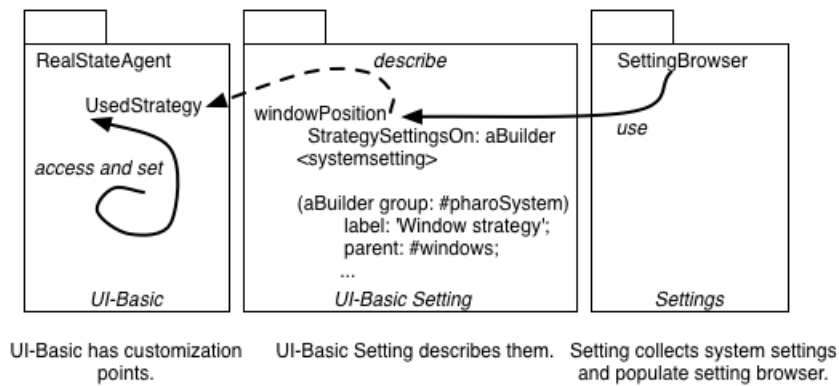 RealStateAgent
UsedStrategy
access and set
UI-Basic
describe
windowPosition
StrategySettingsOn: aBuilder
<systemsetting>
(aBuilder group: #pharoSystem)
label: 'Window strategy';
parent: #windows;
...
UI-Basic Setting
SettingBrowser
use
Settings
UI-Basic has customization
points.
UI-Basic Setting describes them.
Setting collects system settings
and populate setting browser.